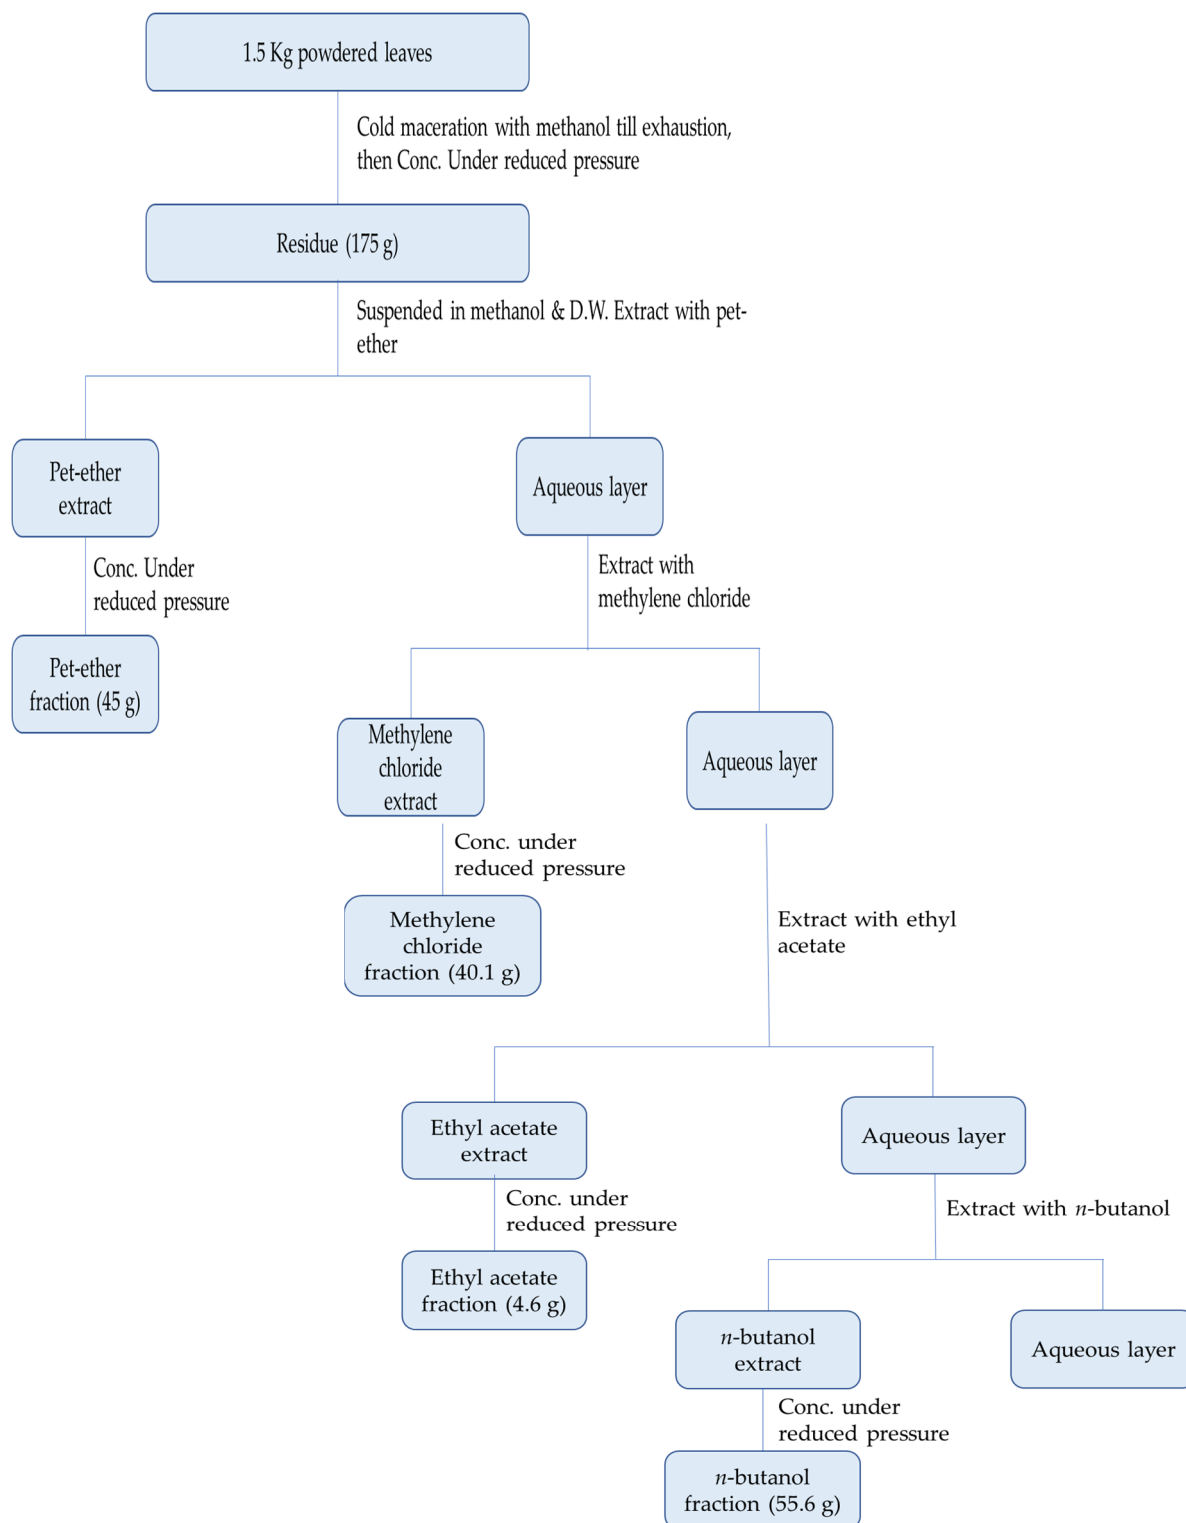 1.5 Kg powdered leaves
Cold maceration with methanol till exhaustion,
then Conc. Under reduced pressure
Residue (175 g)
Suspended in methanol & D.W. Extract with pet-
ether
Pet-ether
extract
Aqueous layer
Conc. Under
reduced pressure
Extract with
methylene chloride
Pet-ether
fraction (45 g)
Methylene
chloride
extract
Aqueous layer
Conc. under
reduced pressure
Methylene
chloride
fraction (40.1 g)
Extract with ethyl
acetate
Ethyl acetate
extract
Aqueous layer
Conc. under
reduced pressure
Extract with n-butanol
Ethyl acetate
fraction (4.6 g)
n-butanol
extract
Aqueous layer
Conc. under
reduced pressure
n-butanol
fraction (55.6 g)